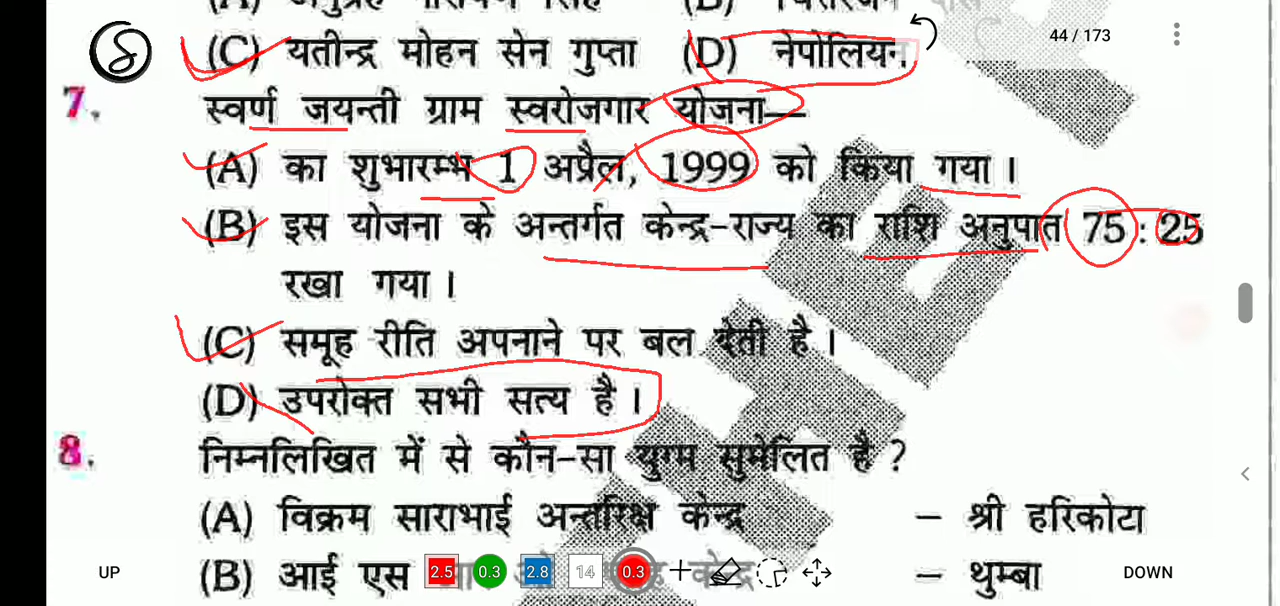 (C) यतीन्द्र मोहन सेन गुप्ता (D) नेपोलियन
8
44 / 173
7. स्वर्ण जयन्ती ग्राम स्वरोजगार योजना—
(A) का शुभारम्भ 1 अप्रैल, 1999 को किया गया ।
(B) इस योजना के अन्तर्गत केन्द्र-राज्य का राशि अनुपात 75 : 25
रखा गया ।
(C) समूह रीति अपनाने पर बल देती है ।
(D) उपरोक्त सभी सत्य है ।
8. निम्नलिखित में से कौन-सा युग्म सुमेलित है ?
(A) विक्रम साराभाई अन्तरिक्ष केन्द्र – श्री हरिकोटा
(B) आई एस केन्द्र – थुम्बा
UP 2.5 0.3 2.8 14 0.3 DOWN